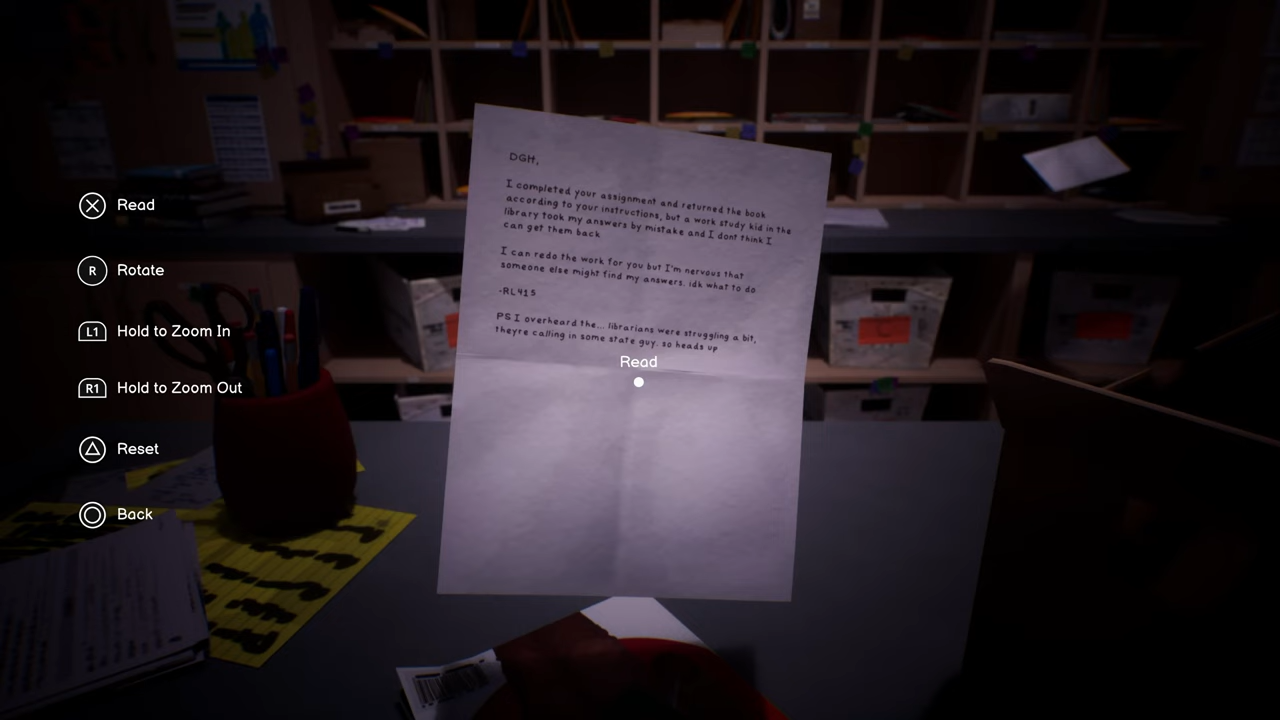 DGH,
I completed your assignment and returned the book
according to your instructions, but a work study kid in the
library took my answers by mistake and I dont think I
can get them back
I can redo the work for you but I'm nervous that
someone else might find my answers. idk what to do
-RL415
PS I overheard the... librarians were struggling a bit,
theyre calling in some state guy. so heads up
Read
Read
Rotate
L1 Hold to Zoom In
R1 Hold to Zoom Out
Reset
Back
R